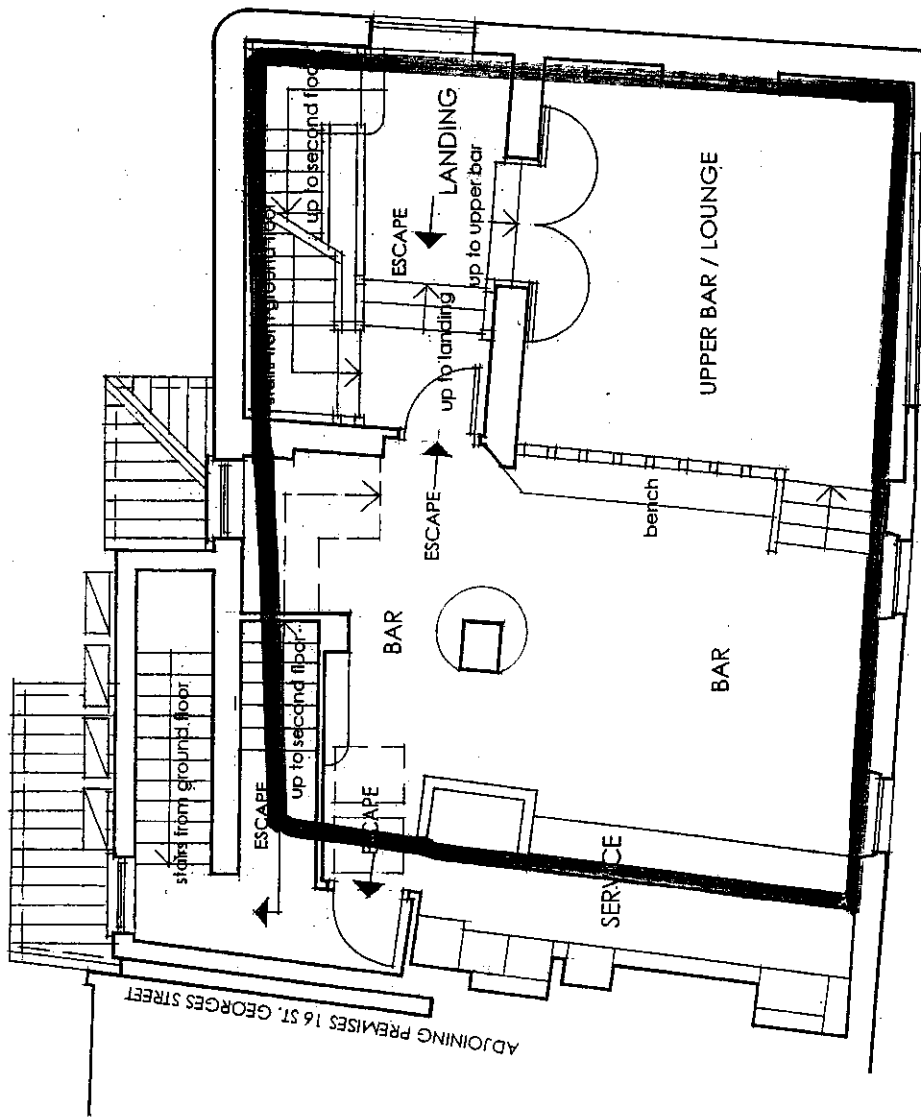 up to second floor
stairs from ground floor
ESCAPE
LANDING
up to upper bar
up to landing
UPPER BAR / LOUNGE
ESCAPE
bench
BAR
BAR
stairs from ground floor
up to second floor
ESCAPE
ESCAPE
SERVICE
ADJOINING PREMISES 16 ST. GEORGES STREET